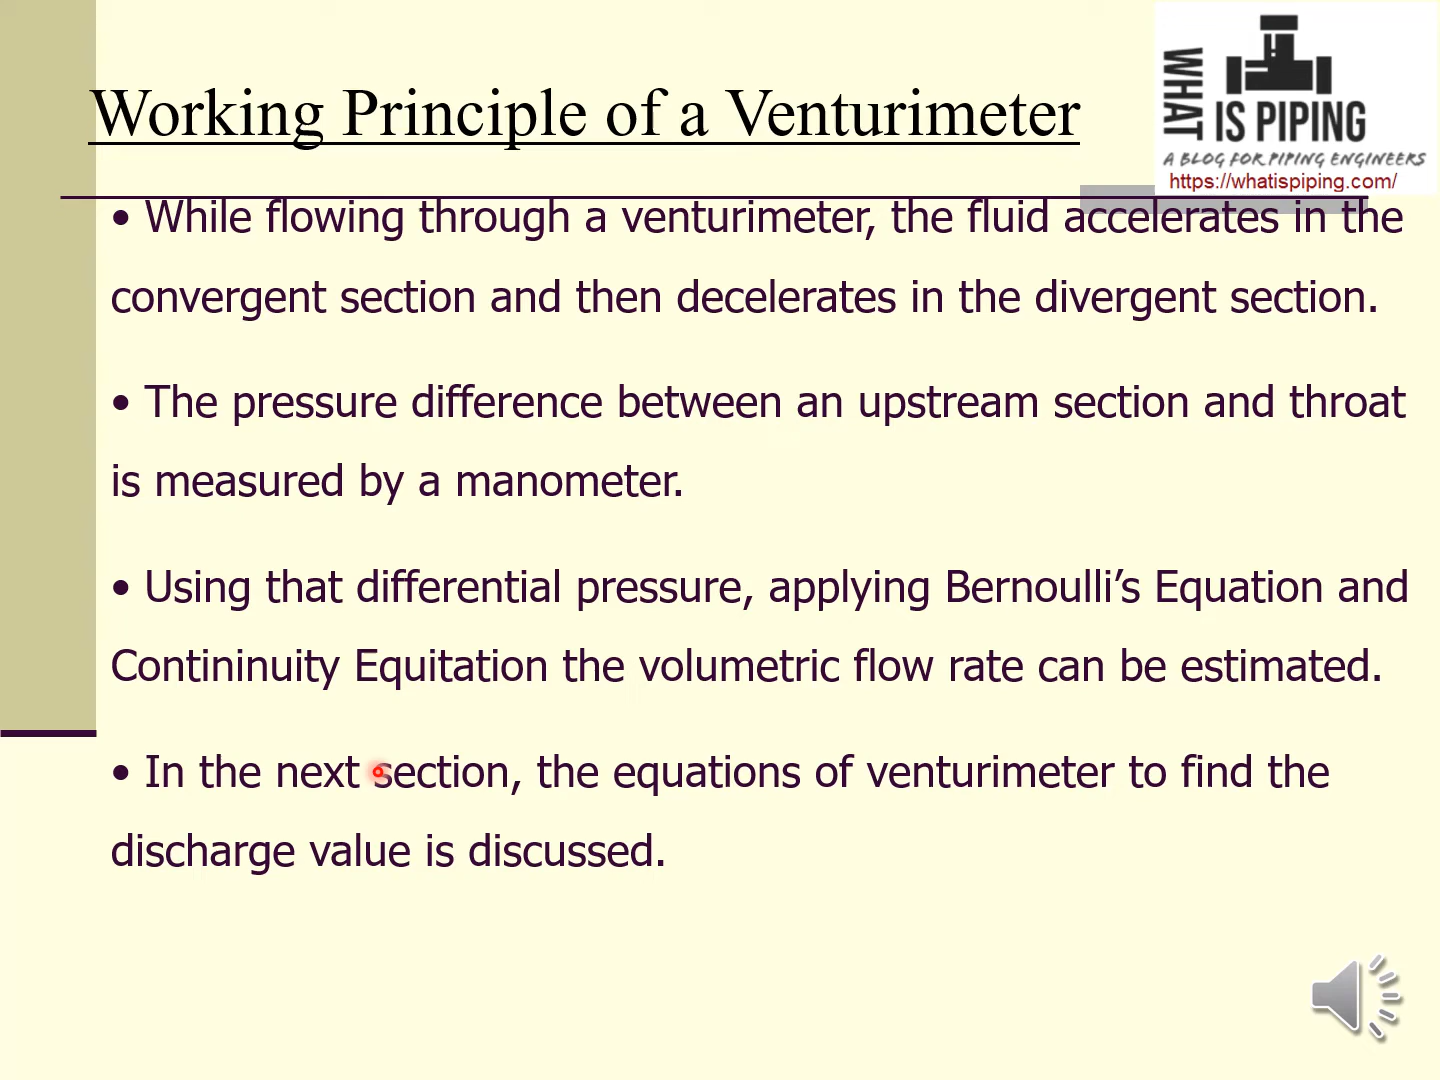 Working Principle of a Venturimeter
WHAT
IS PIPING
A BLOG FOR PIPING ENGINEERS
https://whatispiping.com/
• While flowing through a venturimeter, the fluid accelerates in the
convergent section and then decelerates in the divergent section.
• The pressure difference between an upstream section and throat
is measured by a manometer.
• Using that differential pressure, applying Bernoulli’s Equation and
Contininuity Equitation the volumetric flow rate can be estimated.
• In the next section, the equations of venturimeter to find the
discharge value is discussed.